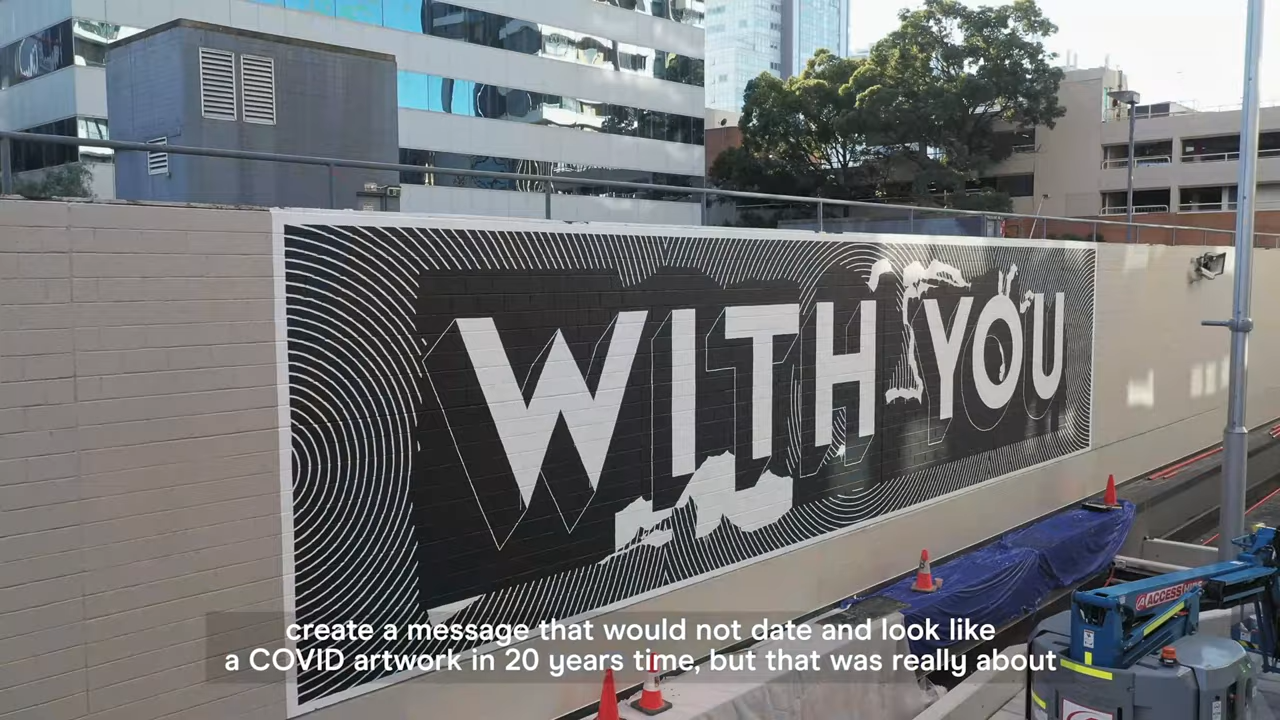 WITH YOU
ACCESS
create a message that would not date and look like
a COVID artwork in 20 years time, but that was really about